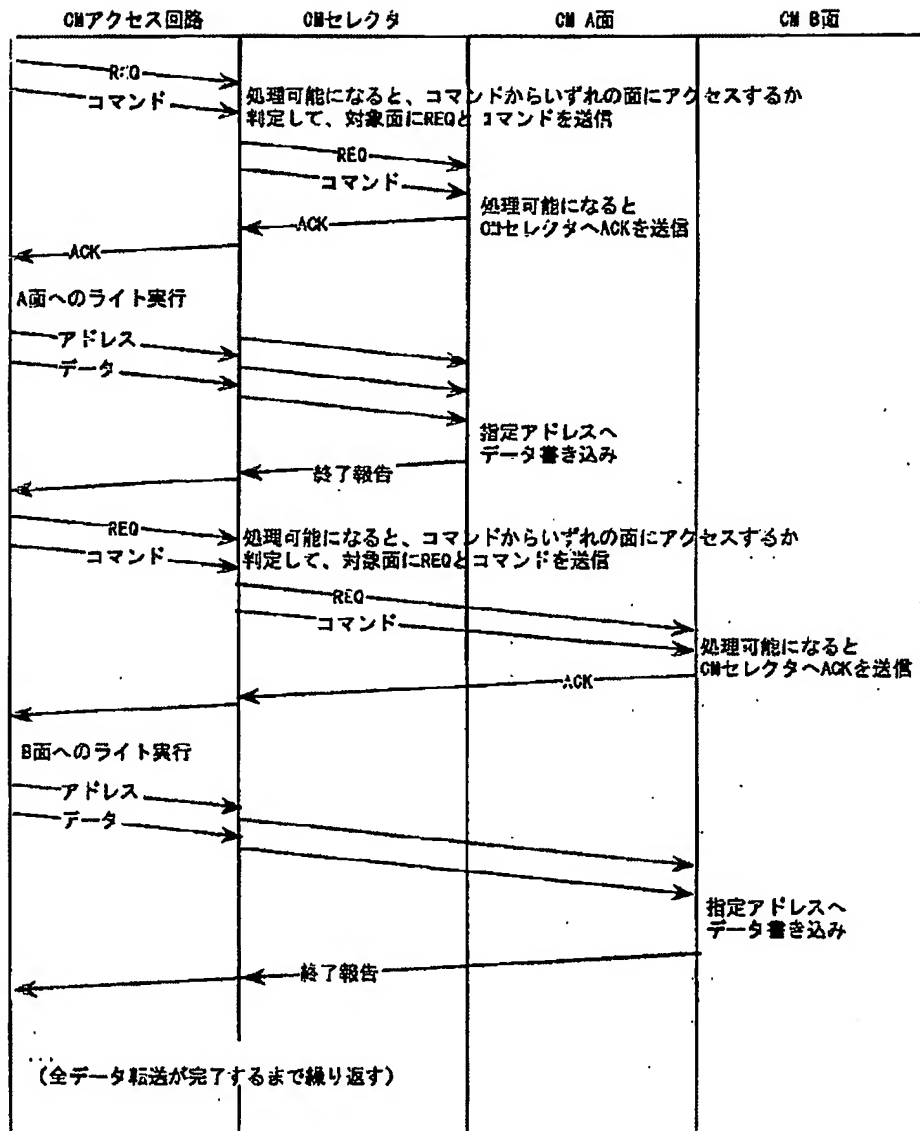 CMアクセス回路 CMセレクタ CM A面 CM B面
REQ
コマンド
処理可能になると、コマンドからいずれの面にアクセスするか
判定して、対象面にREQとコマンドを送信
REQ
コマンド
処理可能になると
CMセレクタへACKを送信
ACK
ACK
A面へのライト実行
アドレス
データ
指定アドレスへ
データ書き込み
終了報告
REQ
コマンド
処理可能になると、コマンドからいずれの面にアクセスするか
判定して、対象面にREQとコマンドを送信
REQ
コマンド
処理可能になると
CMセレクタへACKを送信
ACK
B面へのライト実行
アドレス
データ
指定アドレスへ
データ書き込み
終了報告
...
(全データ転送が完了するまで繰り返す)